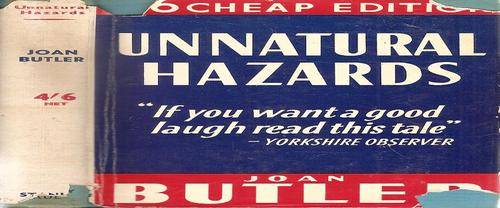 Unnatural
Hazards
JOAN
BUTLER
4/6
NET
6 CHEAP EDITION
UNNATURAL
HAZARDS
"If you want a good
laugh read this tale"
– YORKSHIRE OBSERVER
JOAN
BUTLER